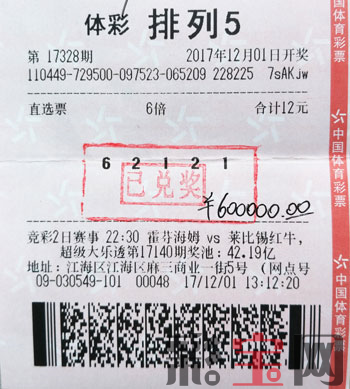 体彩 排列5
第 17328期 2017年12月01日开奖
110449-729500-097523-065209 228225 7sAKjw
直选票 6倍 合计12元
6 2 1 2 1
已兑奖
¥600000.00
竞彩2日赛事 22:30 霍芬海姆 vs 莱比锡红牛,
超级大乐透第17140期奖池: 42.19亿
地址: 江海区江海区麻三商业一街5号 (网点号
09-030549-101 00048 17/12/01 13:12:20
中国体育彩票
中国体育彩票
彩宝网